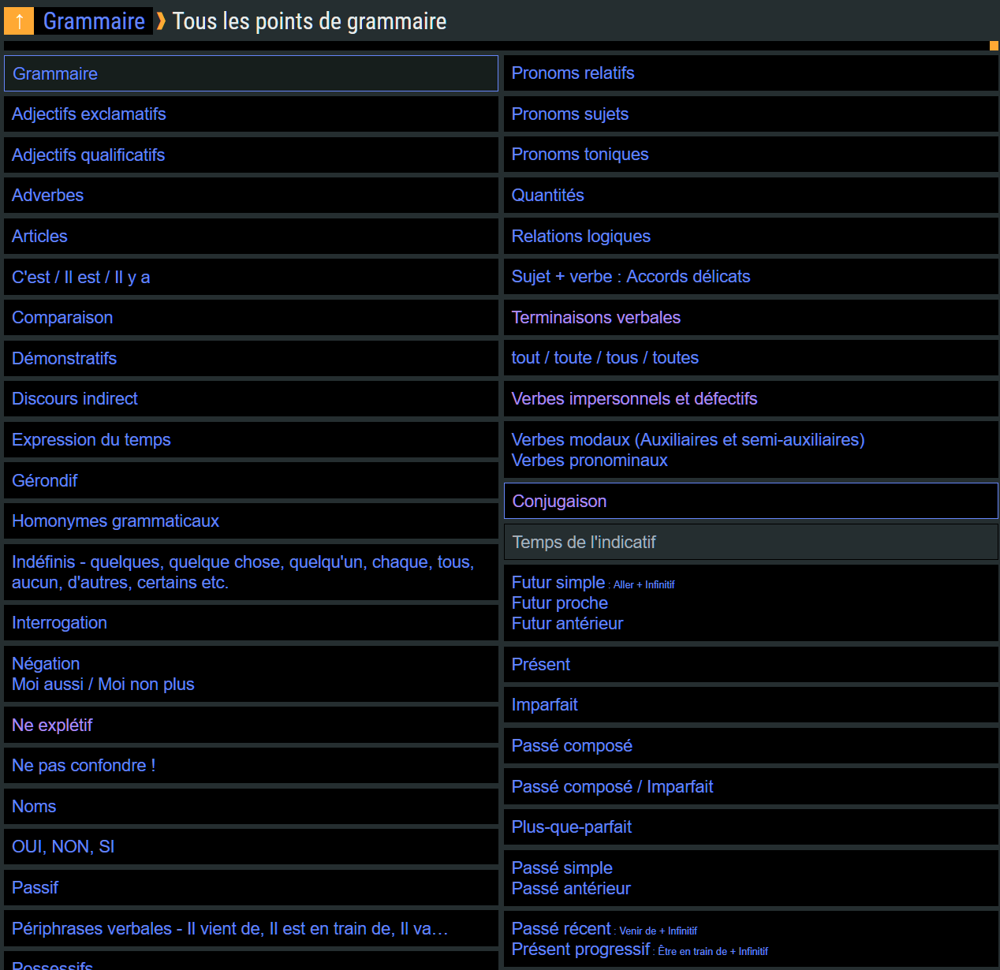 ↑ Grammaire ❱ Tous les points de grammaire
Grammaire
Adjectifs exclamatifs
Adjectifs qualificatifs
Adverbes
Articles
C'est / Il est / Il y a
Comparaison
Démonstratifs
Discours indirect
Expression du temps
Gérondif
Homonymes grammaticaux
Indéfinis - quelques, quelque chose, quelqu'un, chaque, tous,
aucun, d'autres, certains etc.
Interrogation
Négation
Moi aussi / Moi non plus
Ne explétif
Ne pas confondre !
Noms
OUI, NON, SI
Passif
Périphrases verbales - Il vient de, Il est en train de, Il va…
Possessifs
Pronoms relatifs
Pronoms sujets
Pronoms toniques
Quantités
Relations logiques
Sujet + verbe : Accords délicats
Terminaisons verbales
tout / toute / tous / toutes
Verbes impersonnels et défectifs
Verbes modaux (Auxiliaires et semi-auxiliaires)
Verbes pronominaux
Conjugaison
Temps de l'indicatif
Futur simple : Aller + Infinitif
Futur proche
Futur antérieur
Présent
Imparfait
Passé composé
Passé composé / Imparfait
Plus-que-parfait
Passé simple
Passé antérieur
Passé récent : Venir de + Infinitif
Présent progressif : Être en train de + Infinitif